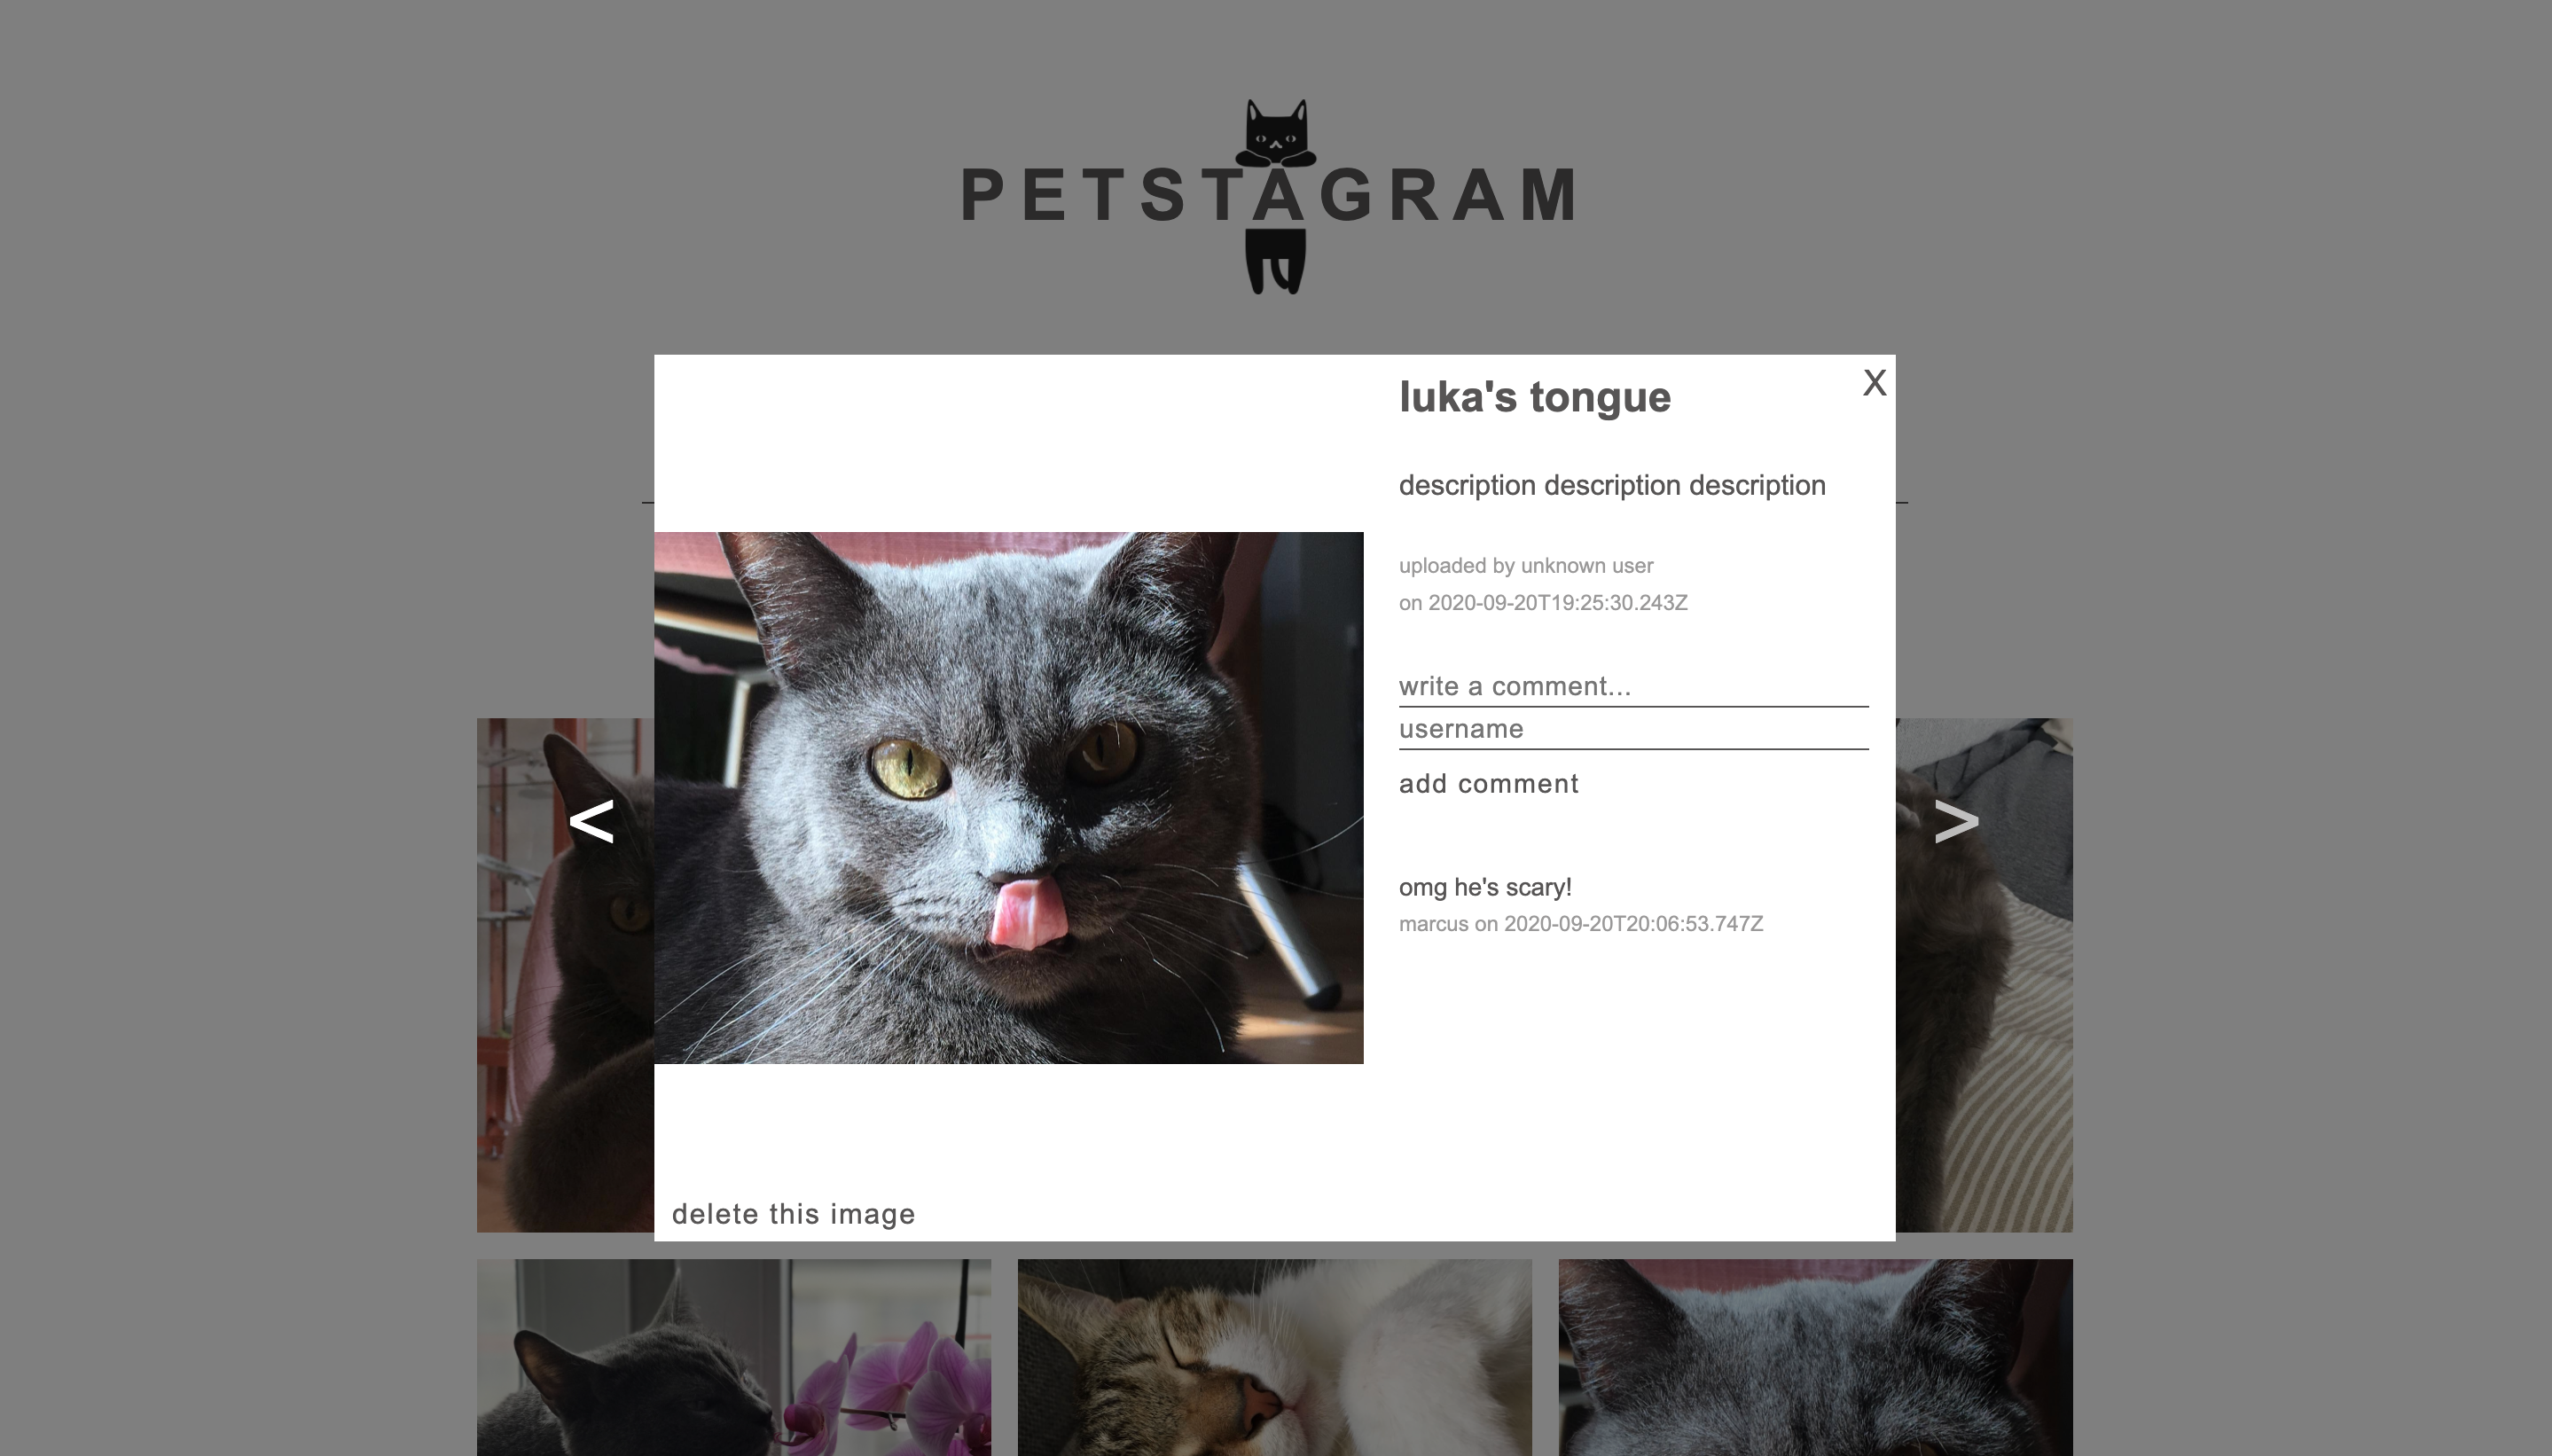 PETSTAGRAM
X
luka's tongue
description description description
uploaded by unknown user
on 2020-09-20T19:25:30.243Z
write a comment...
username
add comment
<
>
omg he's scary!
marcus on 2020-09-20T20:06:53.747Z
delete this image